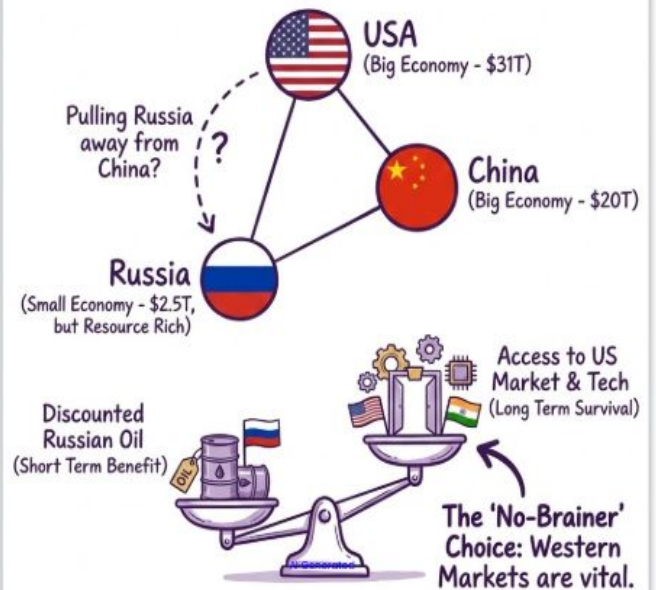 USA
(Big Economy - $31T)
Pulling Russia
away from
China?
?
China
(Big Economy - $20T)
Russia
(Small Economy - $2.5T,
but Resource Rich)
Discounted
Russian Oil
(Short Term Benefit)
OIL
Access to US
Market & Tech
(Long Term Survival)
The 'No-Brainer'
Choice: Western
Markets are vital.
AI Generated